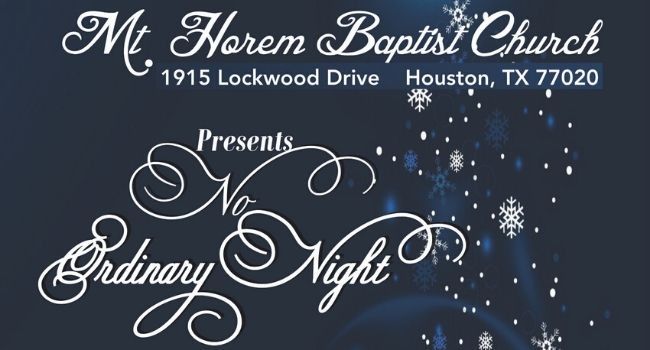 Mt. Horem Baptist Church
1915 Lockwood Drive Houston, TX 77020
Presents
No
Ordinary Night